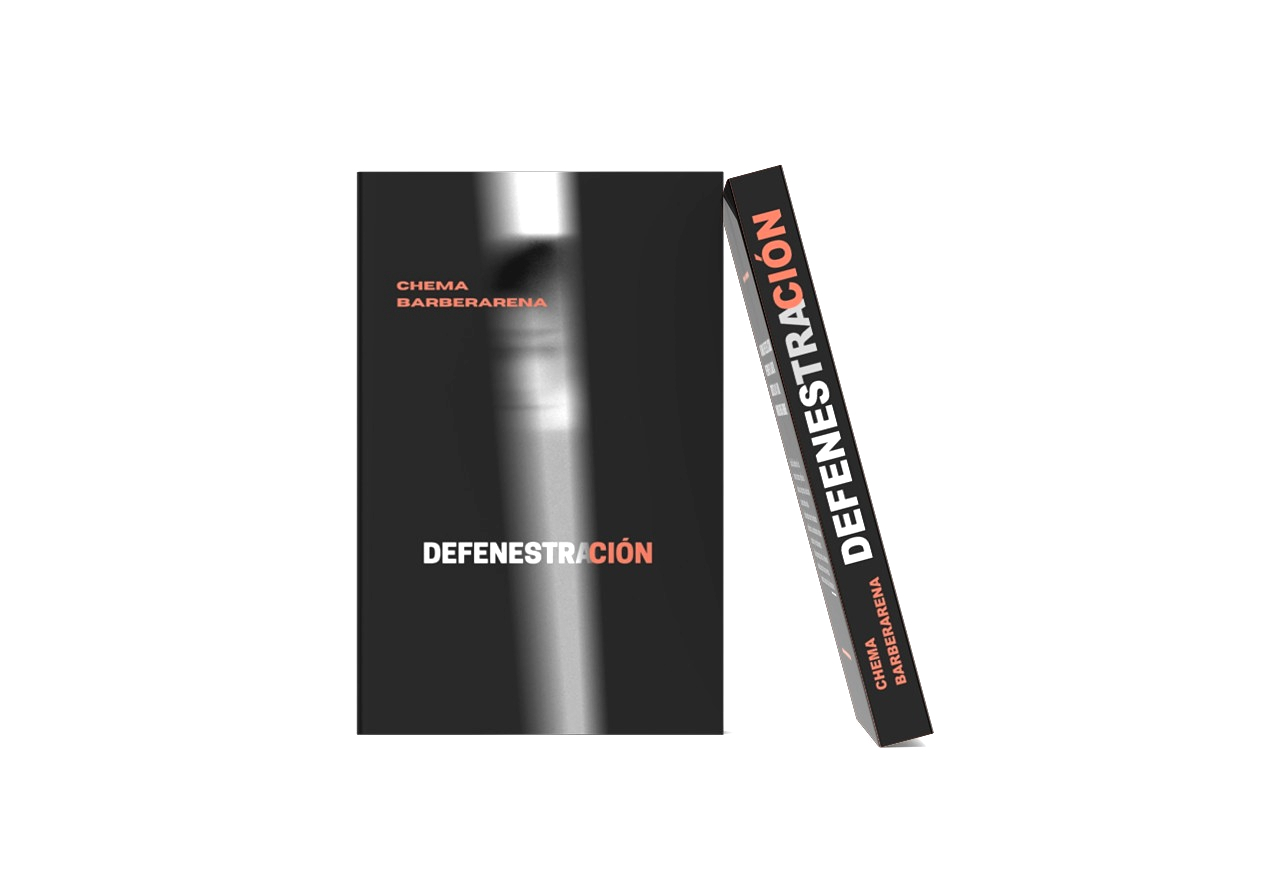 CHEMA
BARBERARENA
DEFENESTRACIÓN
DEFENESTRACIÓN
CHEMA
BARBERARENA